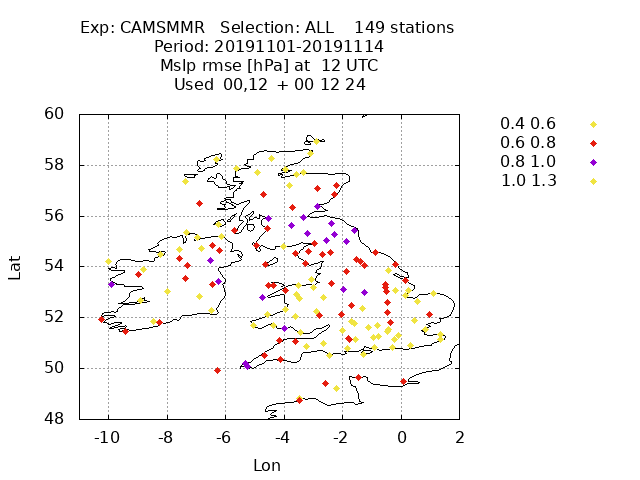 Exp: CAMSMMR   Selection: ALL    149 stations
Period: 20191101-20191114
Mslp rmse [hPa] at  12 UTC
Used  00,12  + 00 12 24
60
58
56
54
52
50
48
Lat
-10 -8 -6 -4 -2 0 2
Lon
0.4 0.6
0.6 0.8
0.8 1.0
1.0 1.3